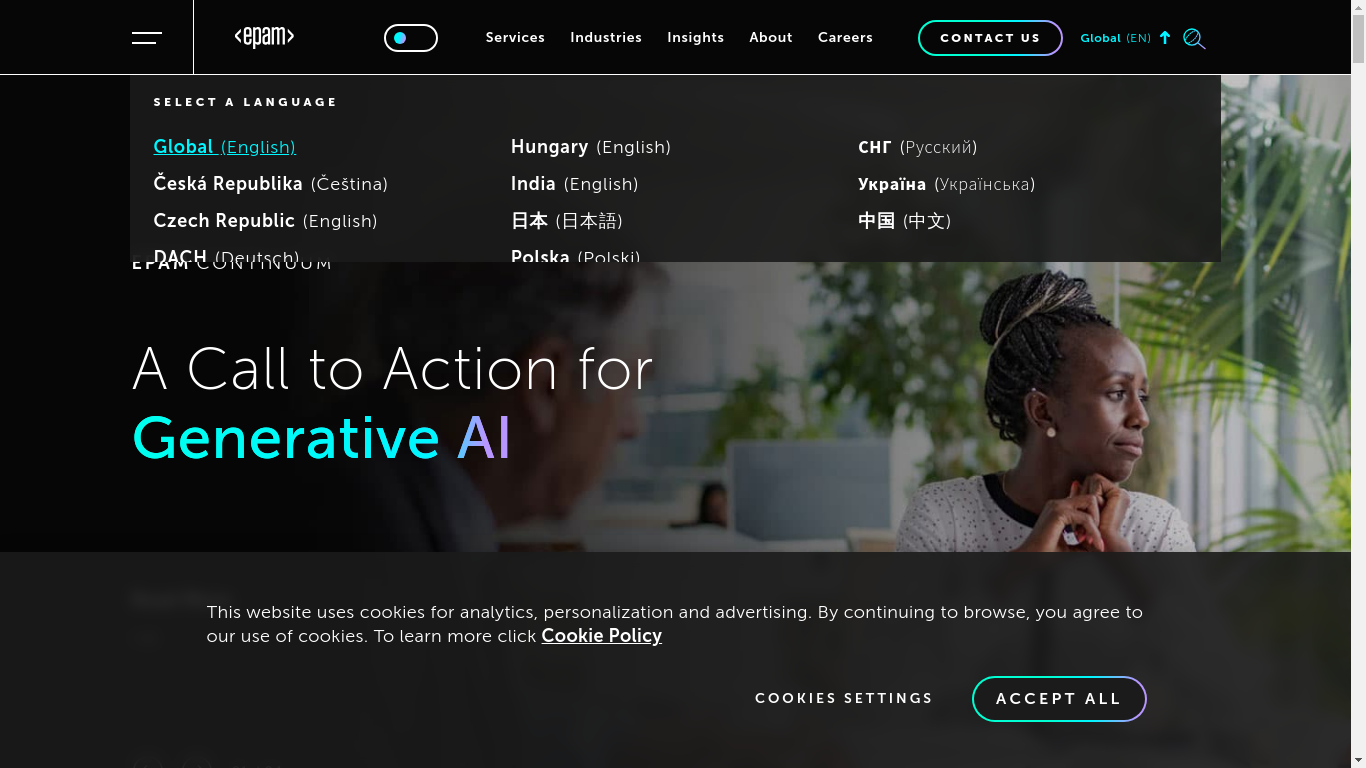 <epam>
Services Industries Insights About Careers
CONTACT US
Global (EN)
SELECT A LANGUAGE
Global (English)
Hungary (English)
СНГ (Русский)
Česká Republika (Čeština)
India (English)
Україна (Українська)
Czech Republic (English)
日本 (日本語)
中国 (中文)
DACH (Deutsch)
Polska (Polski)
EPAM CONTINUUM
A Call to Action for
Generative AI
This website uses cookies for analytics, personalization and advertising. By continuing to browse, you agree to
our use of cookies. To learn more click Cookie Policy
COOKIES SETTINGS
ACCEPT ALL